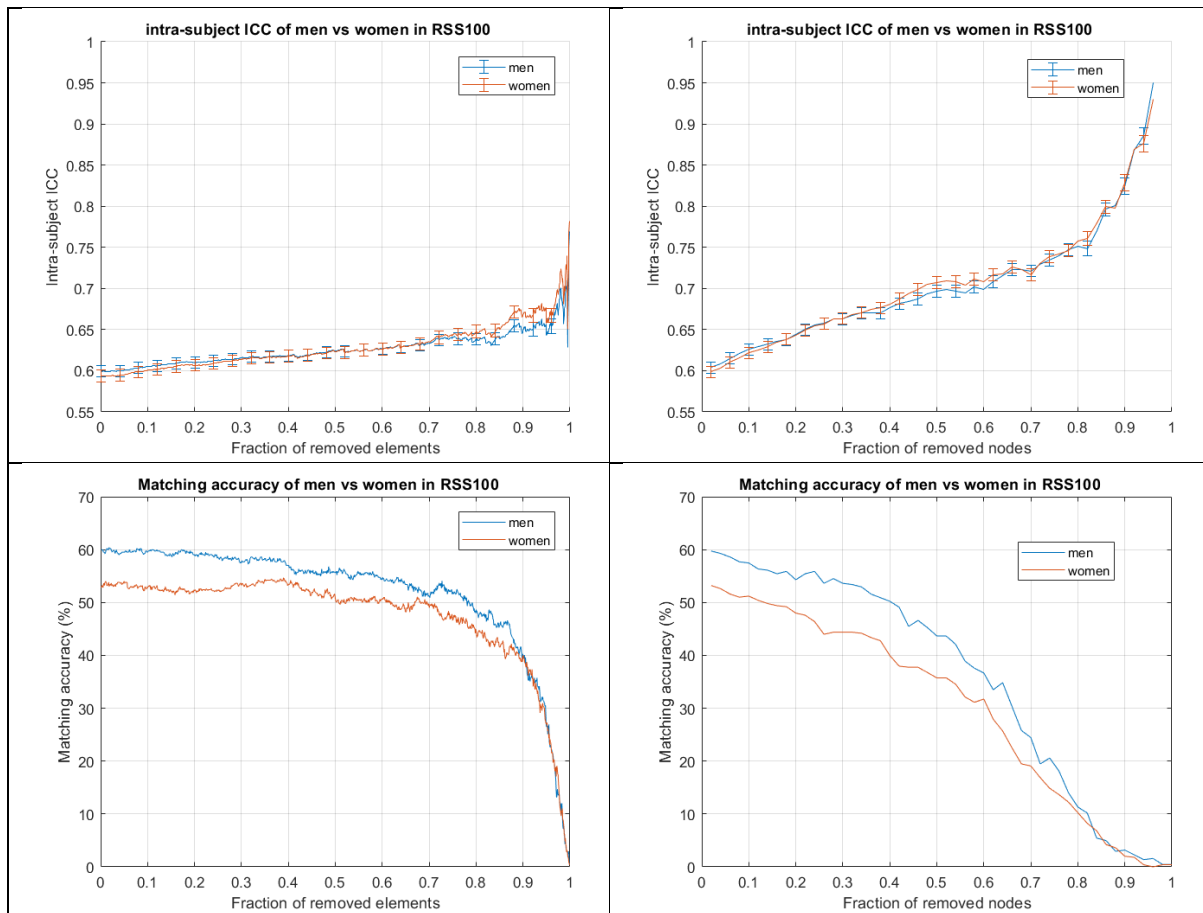 intra-subject ICC of men vs women in RSS100
men
women
Intra-subject ICC
1
0.95
0.9
0.85
0.8
0.75
0.7
0.65
0.6
0.55
0 0.1 0.2 0.3 0.4 0.5 0.6 0.7 0.8 0.9 1
Fraction of removed elements
intra-subject ICC of men vs women in RSS100
men
women
Intra-subject ICC
1
0.95
0.9
0.85
0.8
0.75
0.7
0.65
0.6
0.55
0 0.1 0.2 0.3 0.4 0.5 0.6 0.7 0.8 0.9 1
Fraction of removed nodes
Matching accuracy of men vs women in RSS100
men
women
Matching accuracy (%)
70
60
50
40
30
20
10
0
0 0.1 0.2 0.3 0.4 0.5 0.6 0.7 0.8 0.9 1
Fraction of removed elements
Matching accuracy of men vs women in RSS100
men
women
Matching accuracy (%)
70
60
50
40
30
20
10
0
0 0.1 0.2 0.3 0.4 0.5 0.6 0.7 0.8 0.9 1
Fraction of removed nodes